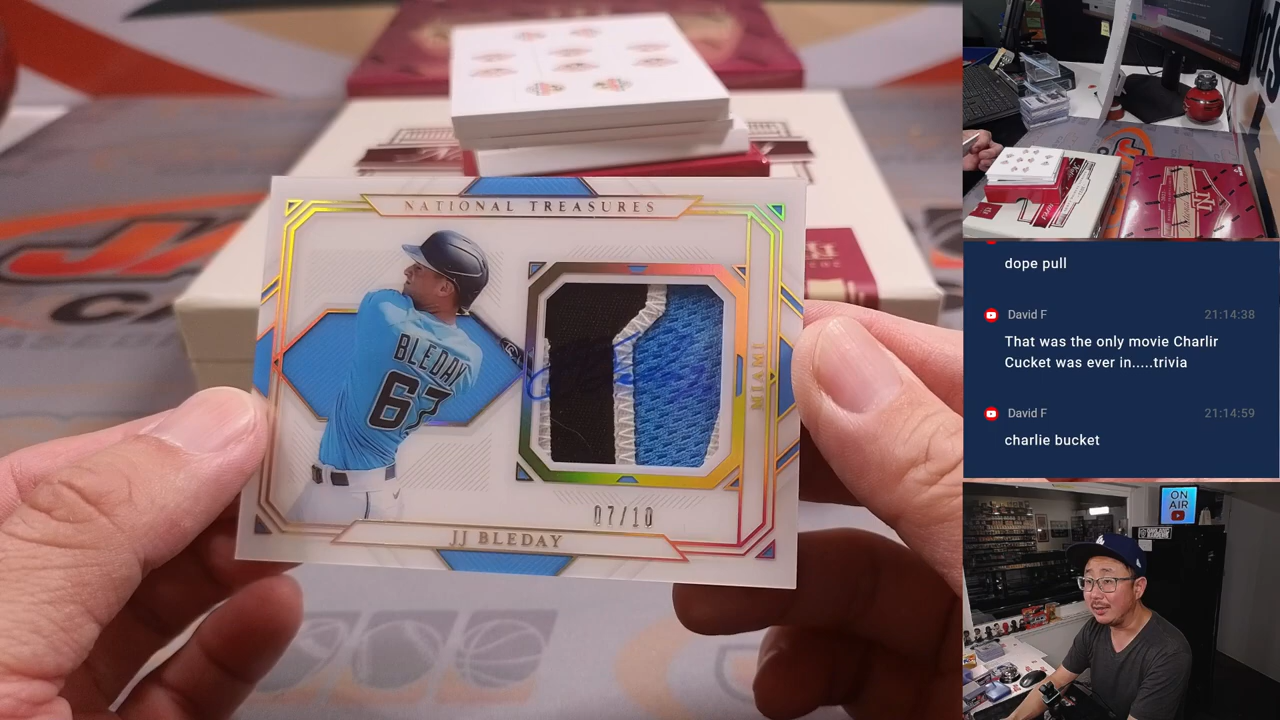 NATIONAL TREASURES
BLEDAY
67
MIAMI
07/10
JJ BLEDAY
dope pull
David F
21:14:38
That was the only movie Charlir
Cucket was ever in.....trivia
David F
21:14:59
charlie bucket
ON
AIR